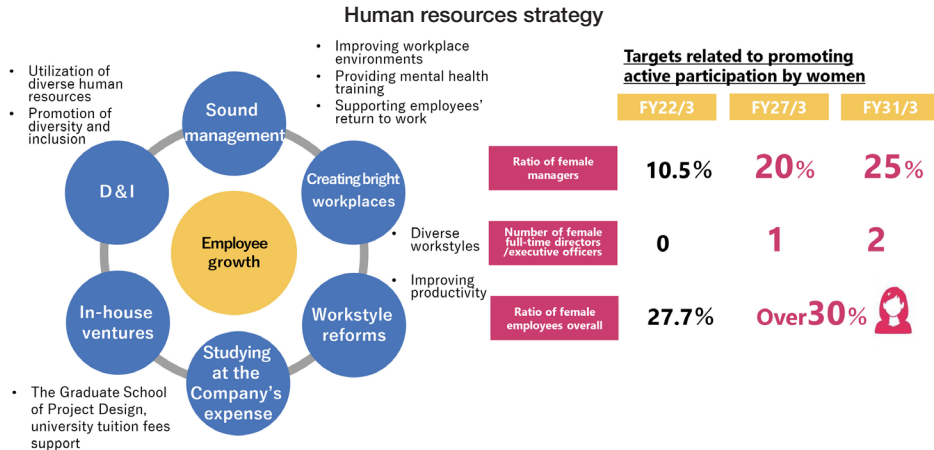 Human resources strategy
• Utilization of
diverse human
resources
• Promotion of
diversity and
inclusion
• Improving workplace
environments
• Providing mental health
training
• Supporting employees'
return to work
Sound
management
D & I
Creating bright
workplaces
Employee
growth
• Diverse
workstyles
• Improving
productivity
In-house
ventures
Workstyle
reforms
Studying
at the
Company's
expense
• The Graduate School
of Project Design,
university tuition fees
support
Targets related to promoting
active participation by women
FY22/3 FY27/3 FY31/3
Ratio of female
managers
10.5% 20% 25%
Number of female
full-time directors
/executive officers
0 1 2
Ratio of female
employees overall
27.7% Over30%